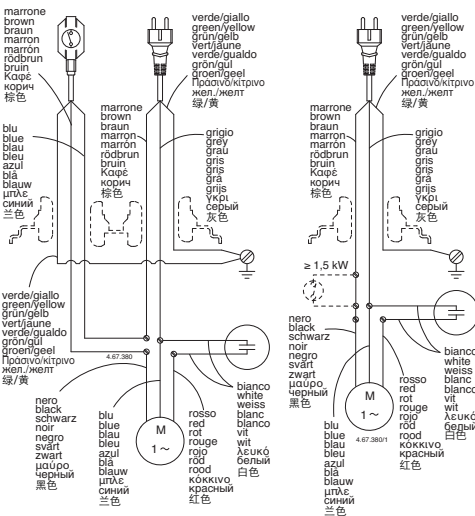 marrone
brown
braun
marron
marrón
rödbrun
bruin
Καφέ
корич
棕色
verde/giallo
green/yellow
grün/gelb
vert/jaune
verde/gualdo
grön/gul
groen/geel
Πράσινο/κίτρινο
жел./желт
绿/黄
verde/giallo
green/yellow
grün/gelb
vert/jaune
verde/gualdo
grön/gul
groen/geel
Πράσινο/κίτρινο
жел./желт
绿/黄
blu
blue
blau
bleu
azul
blå
blauw
μπλε
синий
兰色
marrone
brown
braun
marron
marrón
rödbrun
bruin
Καφέ
корич
棕色
grigio
grey
grau
gris
gris
grå
grijs
γκρι
серый
灰色
marrone
brown
braun
marron
marrón
rödbrun
bruin
Καφέ
корич
棕色
grigio
grey
grau
gris
gris
grå
grijs
γκρι
серый
灰色
verde/giallo
green/yellow
grün/gelb
vert/jaune
verde/gualdo
grön/gul
groen/geel
Πράσινο/κίτρινο
жел./желт
绿/黄
≥ 1,5 kW
4.67.380
nero
black
schwarz
noir
negro
svart
zwart
μαύρο
черный
黑色
blu
blue
blau
bleu
azul
blå
blauw
μπλε
синий
兰色
M
1 ~
rosso
red
rot
rouge
rojo
röd
rood
κόκκινο
красный
红色
bianco
white
weiss
blanc
blanco
vit
wit
λευκό
белый
白色
nero
black
schwarz
noir
negro
svart
zwart
μαύρο
черный
黑色
blu
blue
blau
bleu
azul
blå
blauw
μπλε
синий
兰色
M
1 ~
4.67.380/1
rosso
red
rot
rouge
rojo
röd
rood
κόκκινο
красный
红色
bianco
white
weiss
blanc
blanco
vit
wit
λευκό
белый
白色